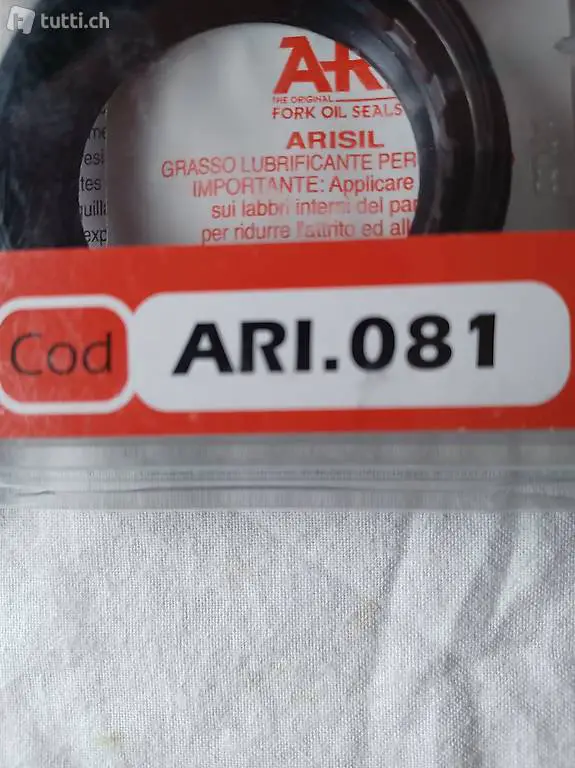 tutti.ch
AR
THE ORIGINAL
FORK OIL SEALS
ARISIL
GRASSO LUBRIFICANTE PER
IMPORTANTE: Applicare
sui labbri interni del par
per ridurre l'attrito ed all
Cod ARI.081